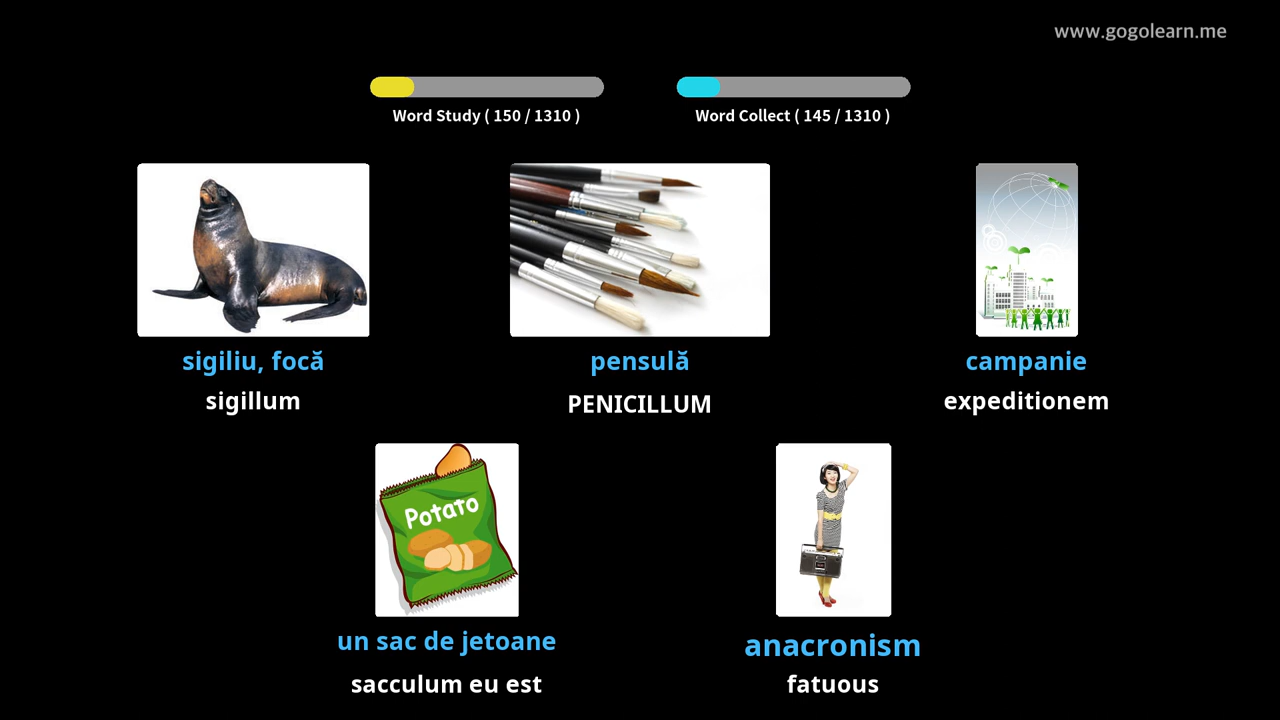 www.gogolearn.me
Word Study ( 150 / 1310 )
Word Collect ( 145 / 1310 )
sigiliu, focă
sigillum
pensulă
PENICILLUM
campanie
expeditionem
Potato
un sac de jetoane
sacculum eu est
anacronism
fatuous